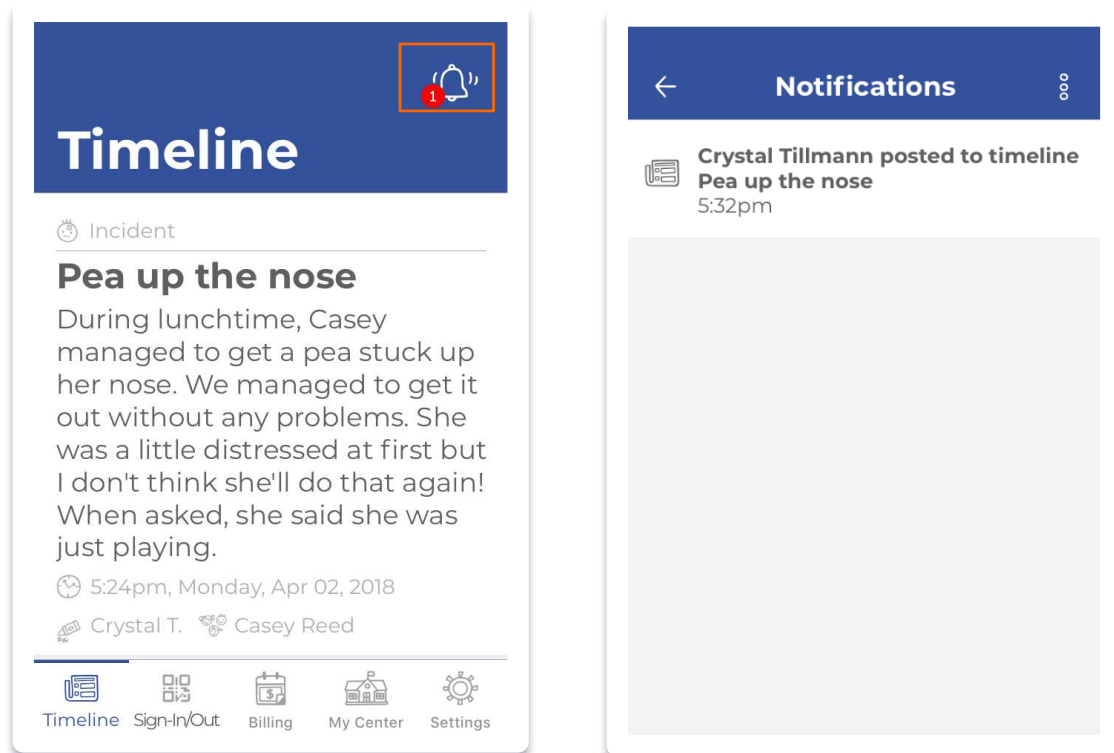 1
Timeline
Incident
Pea up the nose
During lunchtime, Casey
managed to get a pea stuck up
her nose. We managed to get it
out without any problems. She
was a little distressed at first but
I don't think she'll do that again!
When asked, she said she was
just playing.
5:24pm, Monday, Apr 02, 2018
Crystal T. Casey Reed
Timeline Sign-In/Out Billing My Center Settings
Notifications
Crystal Tillmann posted to timeline
Pea up the nose
5:32pm